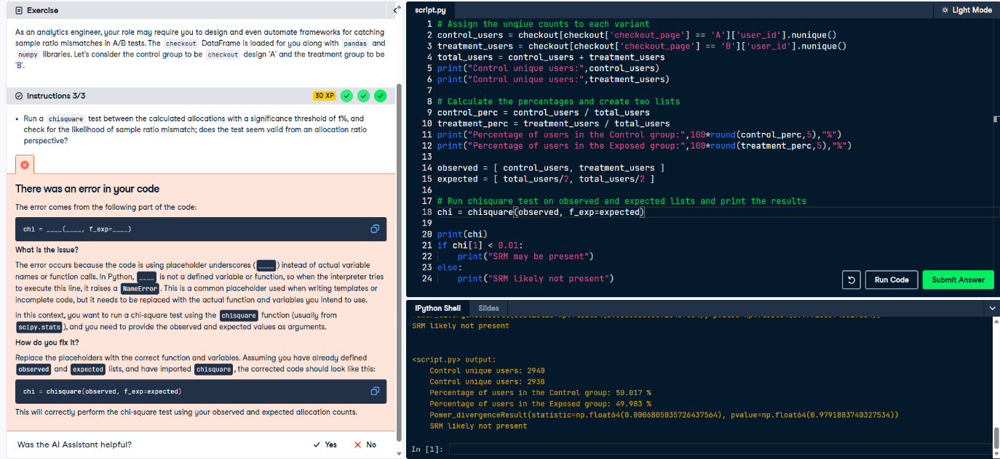 Exercise
As an analytics engineer, your role may require you to design and even automate frameworks for catching
sample ratio mismatches in A/B tests. The checkout DataFrame is loaded for you along with pandas and
numpy libraries. Let's consider the control group to be checkout design 'A' and the treatment group to be
'B'.
Instructions 3/3
30 XP
• Run a chisquare test between the calculated allocations with a significance threshold of 1%, and
check for the likelihood of sample ratio mismatch; does the test seem valid from an allocation ratio
perspective?
There was an error in your code
The error comes from the following part of the code:
chi = ____(____, f_exp=____)
What is the issue?
The error occurs because the code is using placeholder underscores (____) instead of actual variable
names or function calls. In Python, ____ is not a defined variable or function, so when the interpreter tries
to execute this line, it raises a NameError. This is a common placeholder used when writing templates or
incomplete code, but it needs to be replaced with the actual function and variables you intend to use.
In this context, you want to run a chi-square test using the chisquare function (usually from
scipy.stats), and you need to provide the observed and expected values as arguments.
How do you fix it?
Replace the placeholders with the correct function and variables. Assuming you have already defined
observed and expected lists, and have imported chisquare, the corrected code should look like this:
chi = chisquare(observed, f_exp=expected)
This will correctly perform the chi-square test using your observed and expected allocation counts.
Was the AI Assistant helpful?
Yes
No
script.py
Light Mode
1 # Assign the unqiue counts to each variant
2 control_users = checkout[checkout['checkout_page'] == 'A']['user_id'].nunique()
3 treatment_users = checkout[checkout['checkout_page'] == 'B']['user_id'].nunique()
4 total_users = control_users + treatment_users
5 print("Control unique users:",control_users)
6 print("Control unique users:",treatment_users)
7
8 # Calculate the percentages and create two lists
9 control_perc = control_users / total_users
10 treatment_perc = treatment_users / total_users
11 print("Percentage of users in the Control group:",100*round(control_perc,5),"%")
12 print("Percentage of users in the Exposed group:",100*round(treatment_perc,5),"%")
13
14 observed = [ control_users, treatment_users ]
15 expected = [ total_users/2, total_users/2 ]
16
17 # Run chisquare test on observed and expected lists and print the results
18 chi = chisquare(observed, f_exp=expected)
19
20 print(chi)
21 if chi[1] < 0.01:
22     print("SRM may be present")
23 else:
24     print("SRM likely not present")
Run Code
Submit Answer
IPython Shell
Slides
SRM likely not present
<script.py> output:
Control unique users: 2940
Control unique users: 2938
Percentage of users in the Control group: 50.017 %
Percentage of users in the Exposed group: 49.983 %
Power_divergenceResult(statistic=np.float64(0.0006805035726437564), pvalue=np.float64(0.9791883740327534))
SRM likely not present
In [1]: